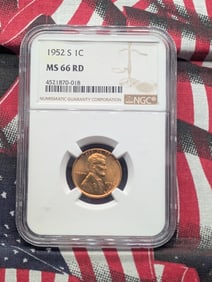 1952 S 1C
MS 66 RD
4521870-018
NUMISMATIC GUARANTY CORPORATION
NGC